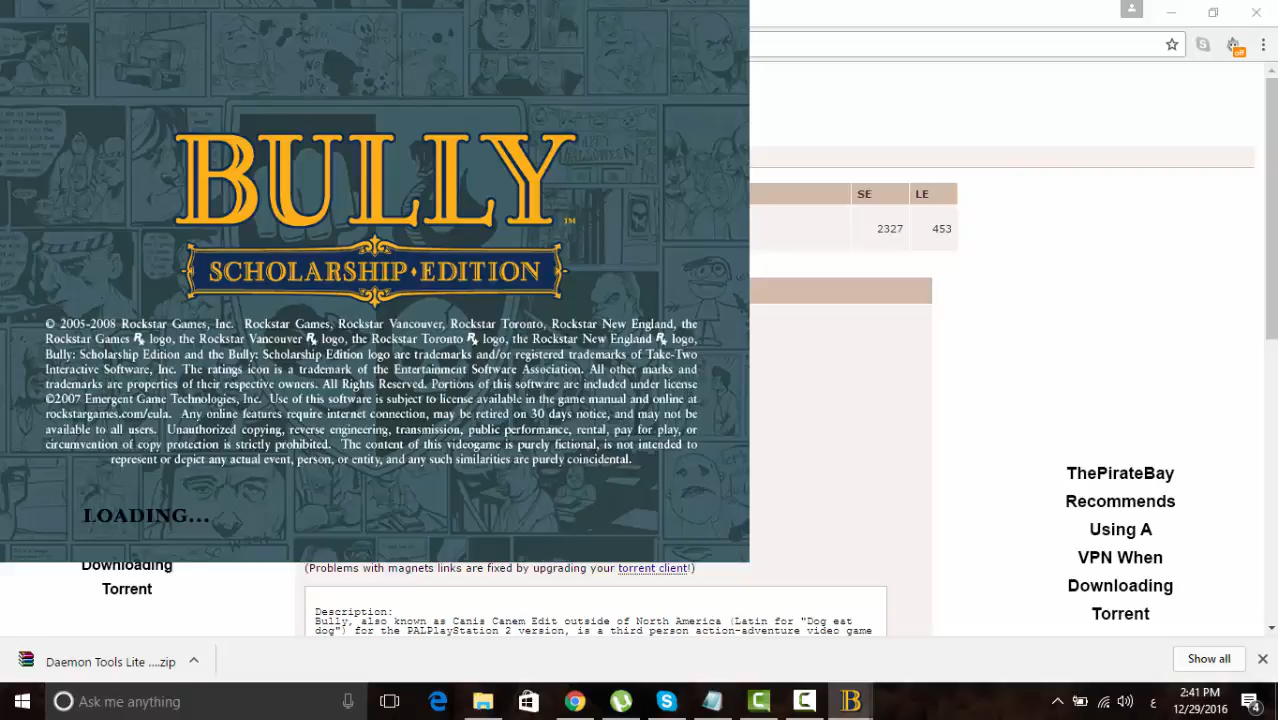 BULLY™
SCHOLARSHIP EDITION
© 2005-2008 Rockstar Games, Inc. Rockstar Games, Rockstar Vancouver, Rockstar Toronto, Rockstar New England, the
Rockstar Games logo, the Rockstar Vancouver logo, the Rockstar Toronto logo, the Rockstar New England logo,
Bully: Scholarship Edition and the Bully: Scholarship Edition logo are trademarks and/or registered trademarks of Take-Two
Interactive Software, Inc. The ratings icon is a trademark of the Entertainment Software Association. All other marks and
trademarks are properties of their respective owners. All Rights Reserved. Portions of this software are included under license
©2007 Emergent Game Technologies, Inc. Use of this software is subject to license available in the game manual and online at
rockstargames.com/eula. Any online features require internet connection, may be retired on 30 days notice, and may not be
available to all users. Unauthorized copying, reverse engineering, transmission, public performance, rental, pay for play, or
circumvention of copy protection is strictly prohibited. The content of this videogame is purely fictional, is not intended to
represent or depict any actual event, person, or entity, and any such similarities are purely coincidental.
LOADING...
off
SE LE
2327 453
ThePirateBay
Recommends
Using A
VPN When
Downloading
Torrent
Downloading
Torrent
(Problems with magnets links are fixed by upgrading your torrent client!)
Description:
Bully, also known as Canis Canem Edit outside of North America (Latin for "Dog eat
dog") for the PALPlayStation 2 version, is a third person action-adventure video game
Daemon Tools Lite ....zip
Show all
Ask me anything
ع
2:41 PM
12/29/2016
4